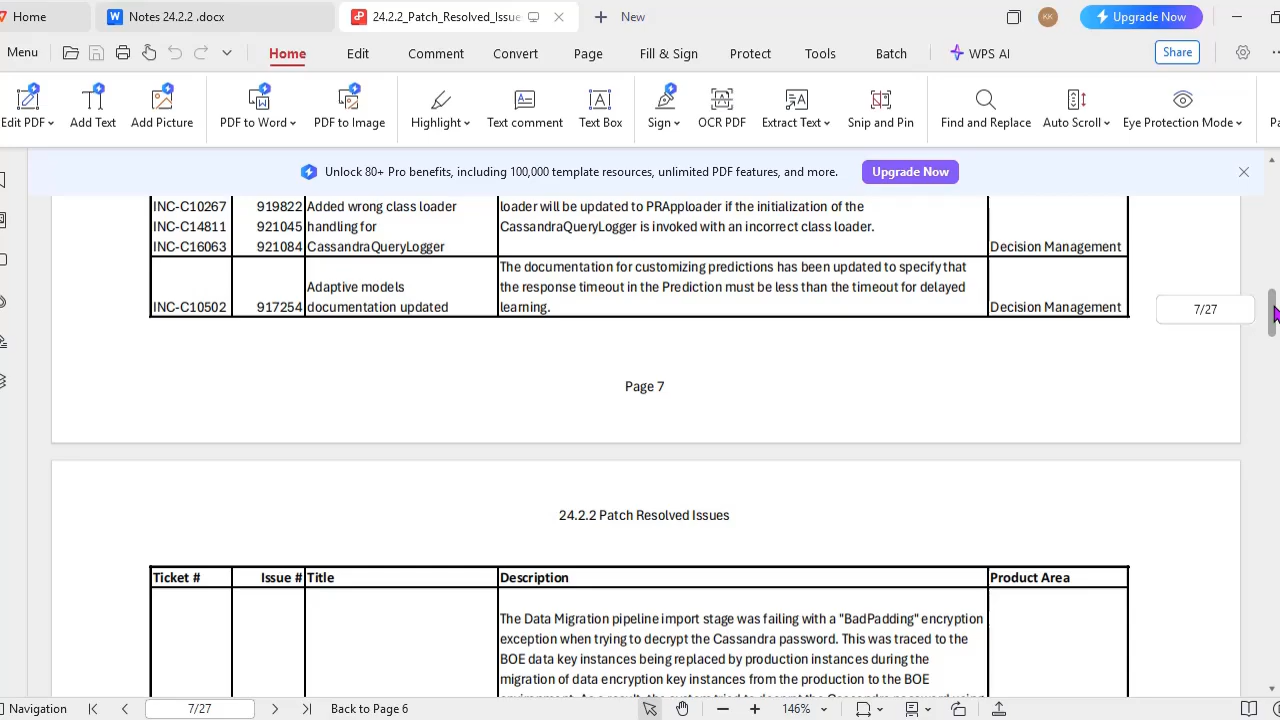 Home
Notes 24.2.2 .docx
24.2.2_Patch_Resolved_Issue
New
KK
Upgrade Now
Menu
Home
Edit
Comment
Convert
Page
Fill & Sign
Protect
Tools
Batch
WPS AI
Share
Edit PDF
Add Text
Add Picture
PDF to Word
PDF to Image
Highlight
Text comment
Text Box
Sign
OCR PDF
Extract Text
Snip and Pin
Find and Replace
Auto Scroll
Eye Protection Mode
Unlock 80+ Pro benefits, including 100,000 template resources, unlimited PDF features, and more.
Upgrade Now
INC-C10267 919822 Added wrong class loader loader will be updated to PRApploader if the initialization of the
INC-C14811 921045 handling for CassandraQueryLogger is invoked with an incorrect class loader.
INC-C16063 921084 CassandraQueryLogger Decision Management
The documentation for customizing predictions has been updated to specify that
Adaptive models the response timeout in the Prediction must be less than the timeout for delayed
INC-C10502 917254 documentation updated learning. Decision Management
7/27
Page 7
24.2.2 Patch Resolved Issues
Ticket # Issue # Title Description Product Area
The Data Migration pipeline import stage was failing with a "BadPadding" encryption
exception when trying to decrypt the Cassandra password. This was traced to the
BOE data key instances being replaced by production instances during the
migration of data encryption key instances from the production to the BOE
Navigation
7/27
Back to Page 6
146%